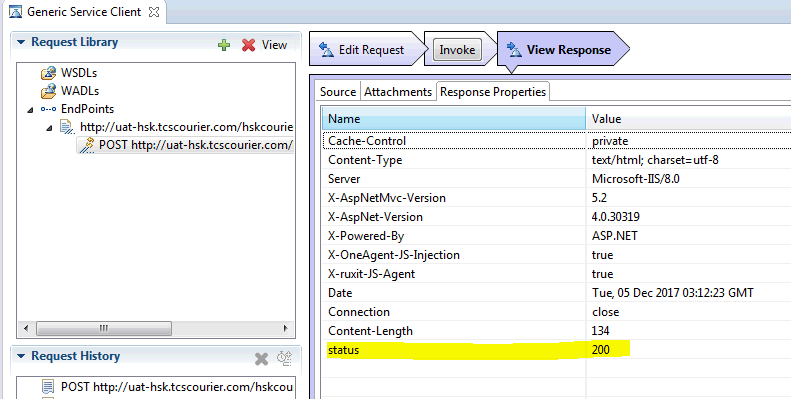 Generic Service Client
Request Library
View
WSDLs
WADLs
EndPoints
http://uat-hsk.tcscourier.com/hskcourie
POST http://uat-hsk.tcscourier.com/
Request History
POST http://uat-hsk.tcscourier.com/hskcou
Edit Request
Invoke
View Response
Source Attachments Response Properties
Name Value
Cache-Control private
Content-Type text/html; charset=utf-8
Server Microsoft-IIS/8.0
X-AspNetMvc-Version 5.2
X-AspNet-Version 4.0.30319
X-Powered-By ASP.NET
X-OneAgent-JS-Injection true
X-ruxit-JS-Agent true
Date Tue, 05 Dec 2017 03:12:23 GMT
Connection close
Content-Length 134
status 200